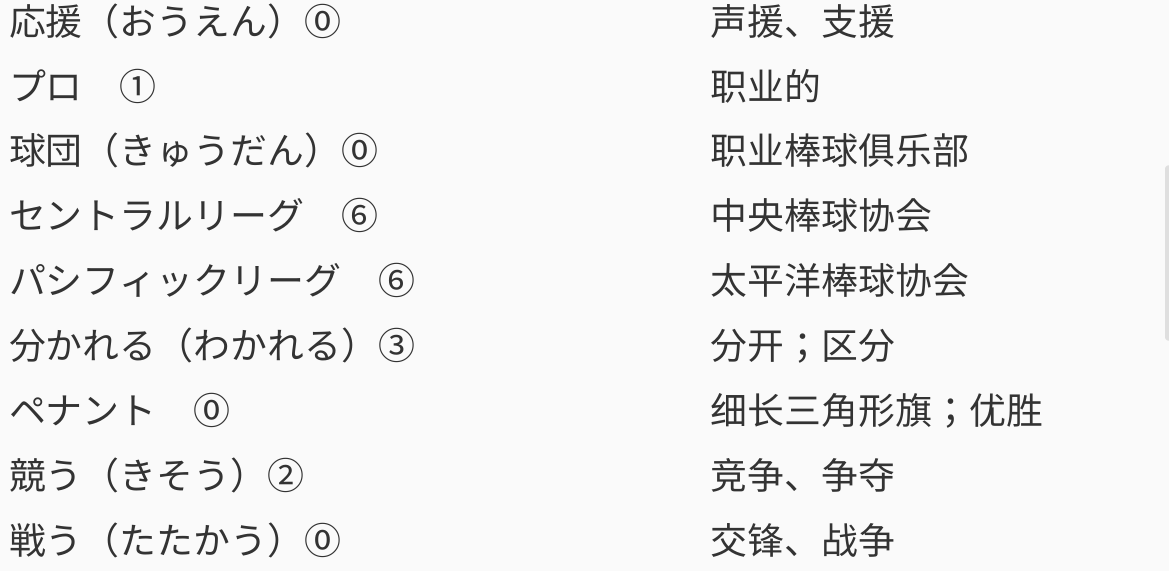 応援（おうえん）⓪ 声援、支援
プロ ① 职业的
球団（きゅうだん）⓪ 职业棒球俱乐部
セントラルリーグ ⑥ 中央棒球协会
パシフィックリーグ ⑥ 太平洋棒球协会
分かれる（わかれる）③ 分开；区分
ペナント ⓪ 细长三角形旗；优胜
競う（きそう）② 竞争、争夺
戦う（たたかう）⓪ 交锋、战争